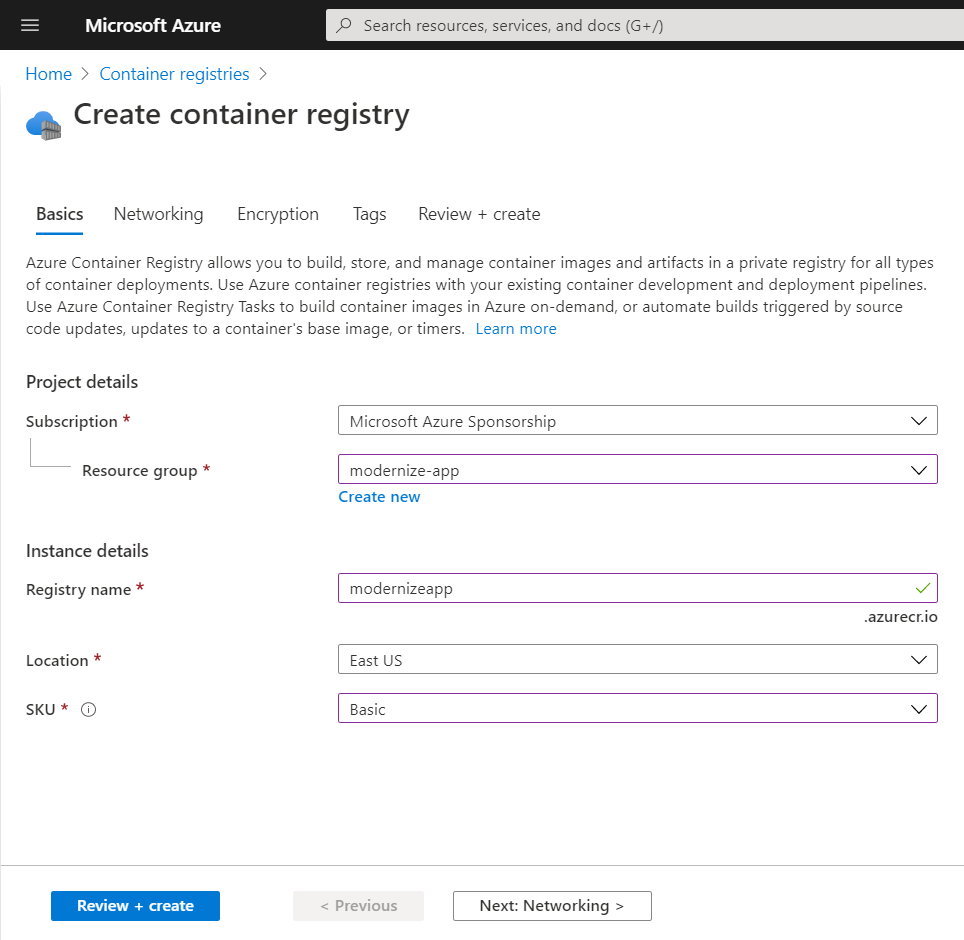 Microsoft Azure
Search resources, services, and docs (G+/)
Home > Container registries >
Create container registry
Basics Networking Encryption Tags Review + create
Azure Container Registry allows you to build, store, and manage container images and artifacts in a private registry for all types
of container deployments. Use Azure container registries with your existing container development and deployment pipelines.
Use Azure Container Registry Tasks to build container images in Azure on-demand, or automate builds triggered by source
code updates, updates to a container's base image, or timers. Learn more
Project details
Subscription * Microsoft Azure Sponsorship
Resource group * modernize-app
Create new
Instance details
Registry name * modernizeapp
.azurecr.io
Location * East US
SKU * Basic
Review + create < Previous Next: Networking >